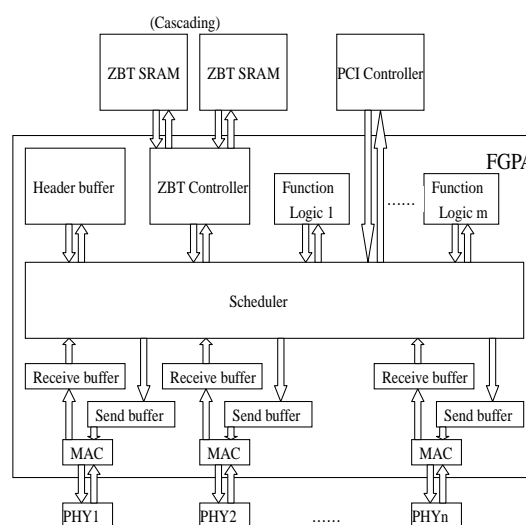 (Cascading)
ZBT SRAM
ZBT SRAM
PCI Controller
FGPA
Header buffer
ZBT Controller
Function
Logic 1
......
Function
Logic m
Scheduler
Receive buffer
Receive buffer
Receive buffer
Send buffer
Send buffer
Send buffer
MAC
MAC
MAC
PHY1
PHY2
......
PHYn